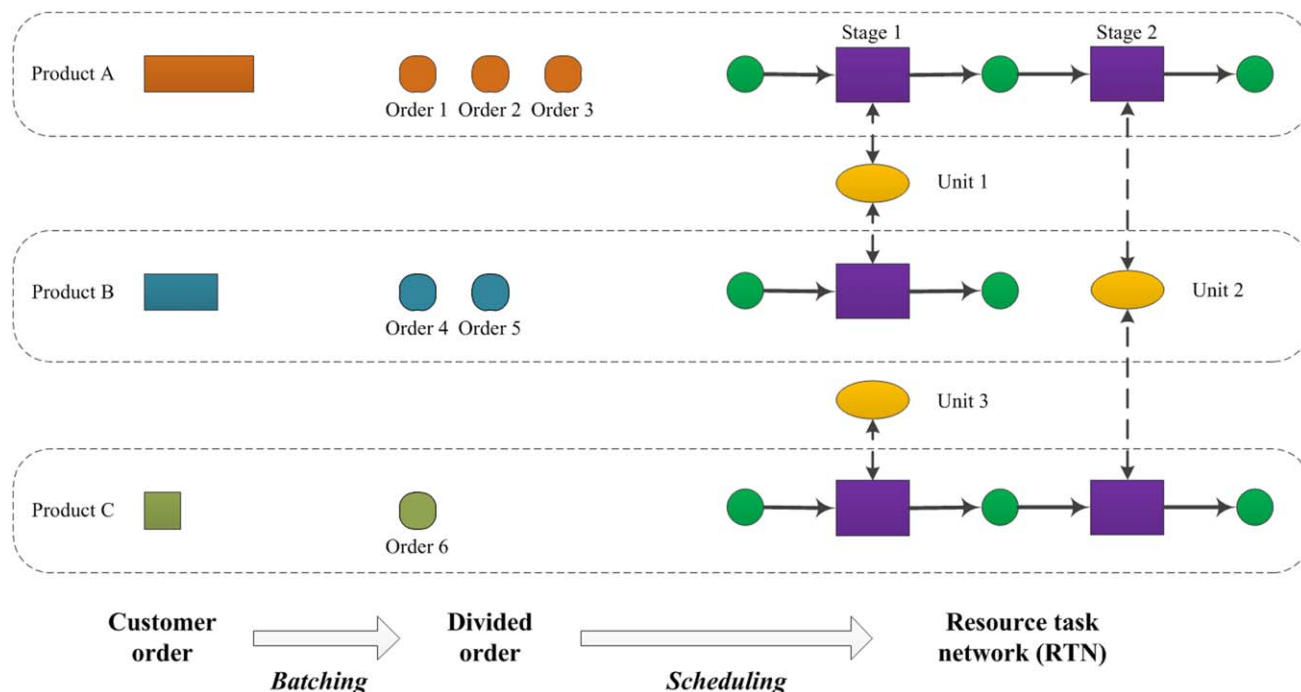 Stage 1
Stage 2
Product A
Order 1
Order 2
Order 3
Unit 1
Product B
Unit 2
Order 4
Order 5
Unit 3
Product C
Order 6
Customer
order
Batching
Divided
order
Scheduling
Resource task
network (RTN)